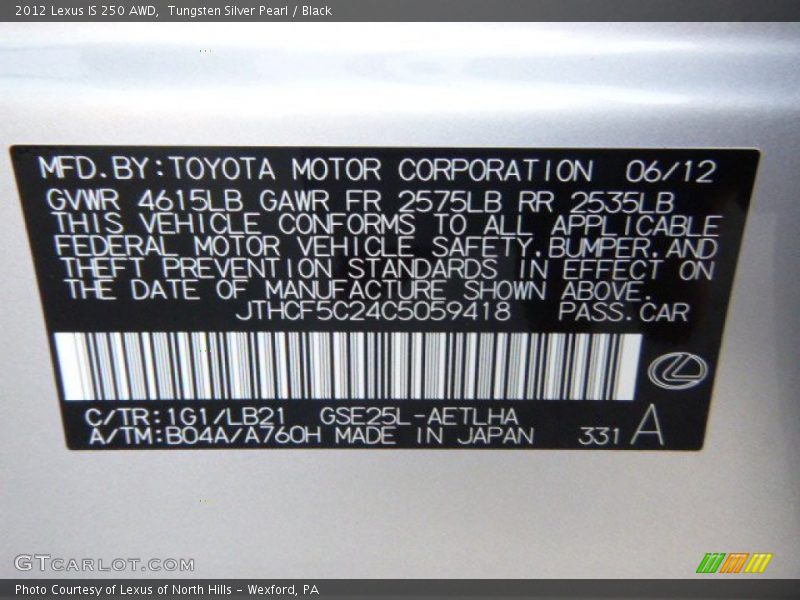 2012 Lexus IS 250 AWD,  Tungsten Silver Pearl / Black
MFD.BY:TOYOTA MOTOR CORPORATION 06/12
GVWR 4615LB GAWR FR 2575LB RR 2535LB
THIS VEHICLE CONFORMS TO ALL APPLICABLE
FEDERAL MOTOR VEHICLE SAFETY,BUMPER,AND
THEFT PREVENTION STANDARDS IN EFFECT ON
THE DATE OF MANUFACTURE SHOWN ABOVE.
JTHCF5C24C5059418 PASS.CAR
C/TR:1G1/LB21 GSE25L-AETLHA
A/TM:B04A/A760H MADE IN JAPAN 331 A
GTCARLOT.COM
Photo Courtesy of Lexus of North Hills - Wexford, PA